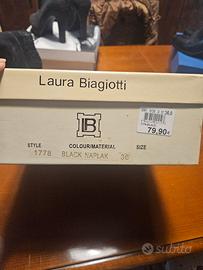 Laura Biagiotti
LB
79,90€
STYLE COLOUR/MATERIAL SIZE
1778 BLACK NAPLAK 36
subito